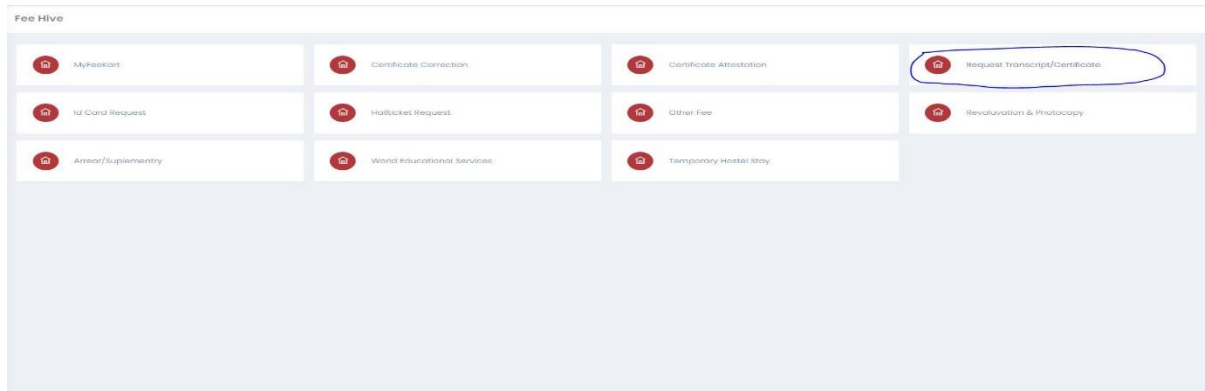 Fee Hive
MyFeeKart
Certificate Correction
Certificate Attestation
Request Transcript/Certificate
Id Card Request
Hallticket Request
Other Fee
Revaluvation & Photocopy
Arrear/Suplementry
World Educational Services
Temporary Hostel Stay